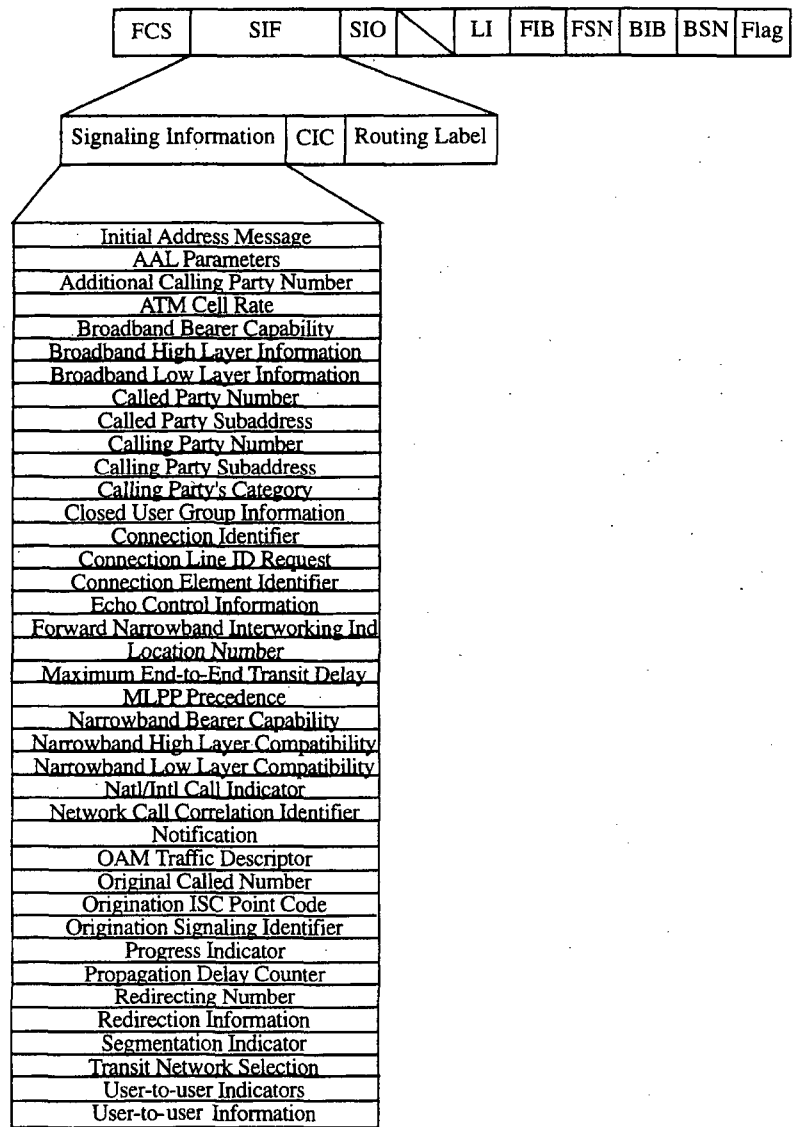 FCS SIF SIO LI FIB FSN BIB BSN Flag
Signaling Information CIC Routing Label
Initial Address Message
AAL Parameters
Additional Calling Party Number
ATM Cell Rate
Broadband Bearer Capability
Broadband High Layer Information
Broadband Low Layer Information
Called Party Number
Called Party Subaddress
Calling Party Number
Calling Party Subaddress
Calling Party's Category
Closed User Group Information
Connection Identifier
Connection Line ID Request
Connection Element Identifier
Echo Control Information
Forward Narrowband Interworking Ind
Location Number
Maximum End-to-End Transit Delay
MLPP Precedence
Narrowband Bearer Capability
Narrowband High Layer Compatibility
Narrowband Low Layer Compatibility
Natl/Intl Call Indicator
Network Call Correlation Identifier
Notification
OAM Traffic Descriptor
Original Called Number
Origination ISC Point Code
Origination Signaling Identifier
Progress Indicator
Propagation Delay Counter
Redirecting Number
Redirection Information
Segmentation Indicator
Transit Network Selection
User-to-user Indicators
User-to-user Information